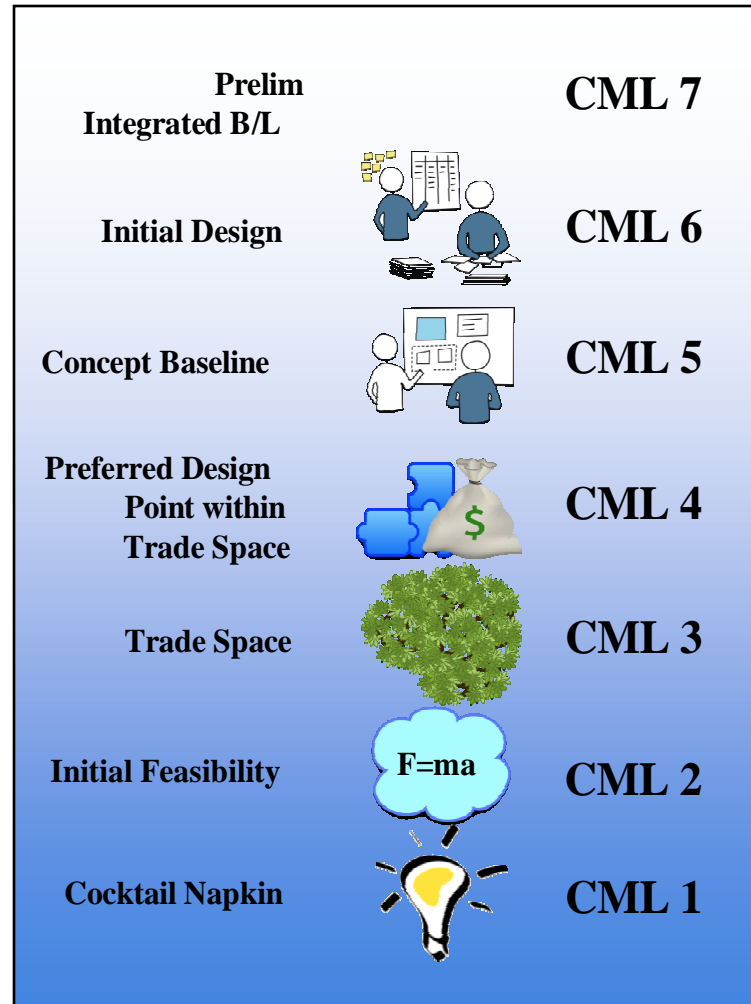 Prelim
Integrated B/L
CML 7
Initial Design
CML 6
Concept Baseline
CML 5
Preferred Design
Point within
Trade Space
$
CML 4
Trade Space
CML 3
Initial Feasibility
F=ma
CML 2
Cocktail Napkin
CML 1